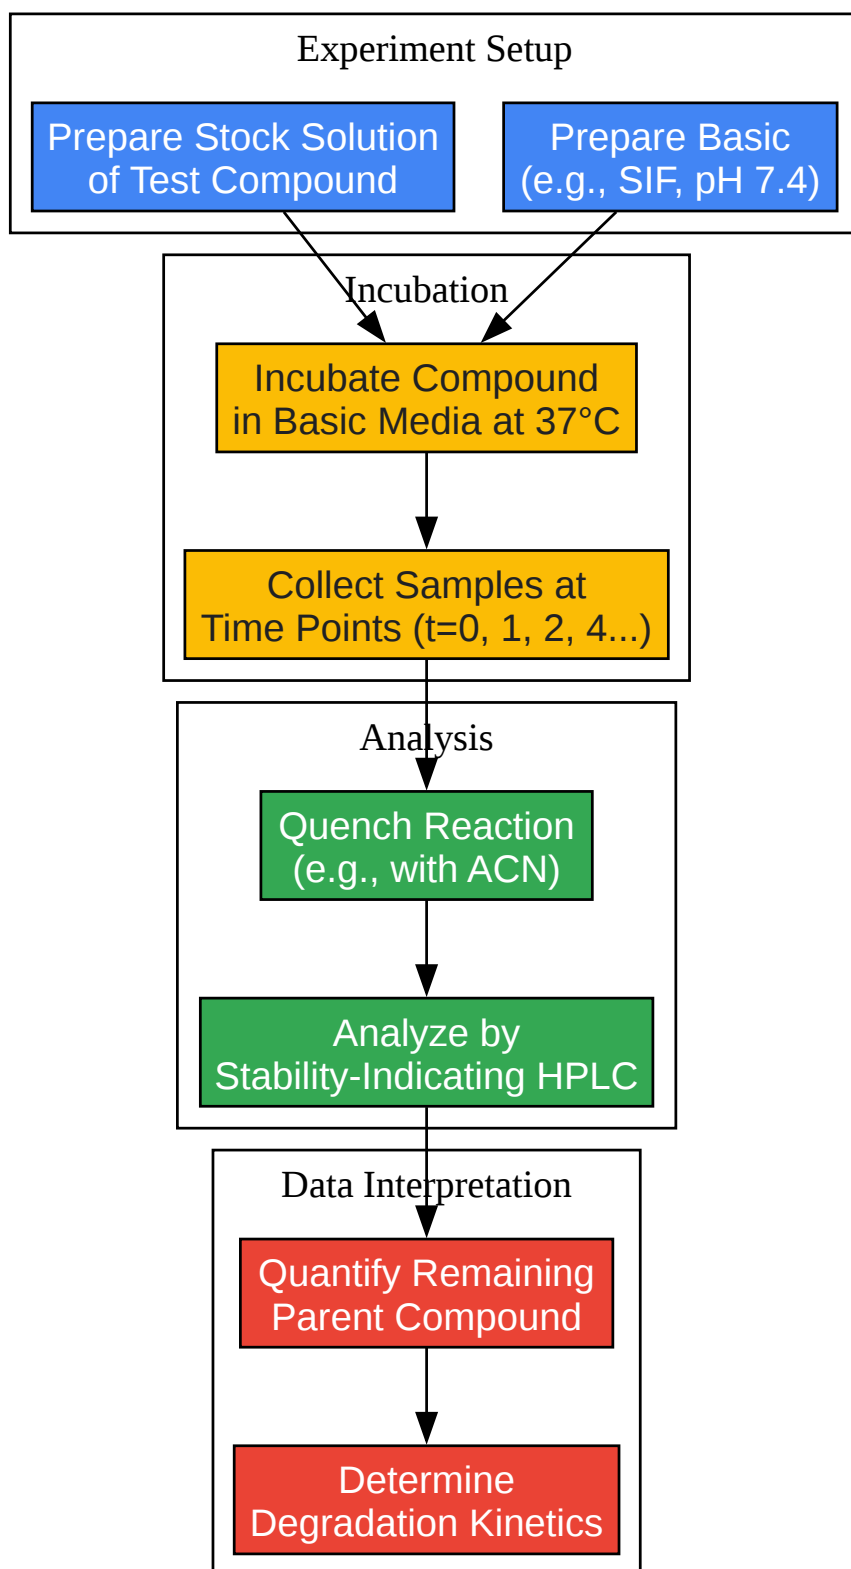 Experiment Setup
Prepare Stock Solution
of Test Compound
Prepare Basic
(e.g., SIF, pH 7.4)
Incubation
Incubate Compound
in Basic Media at 37°C
Collect Samples at
Time Points (t=0, 1, 2, 4...)
Analysis
Quench Reaction
(e.g., with ACN)
Analyze by
Stability-Indicating HPLC
Data Interpretation
Quantify Remaining
Parent Compound
Determine
Degradation Kinetics